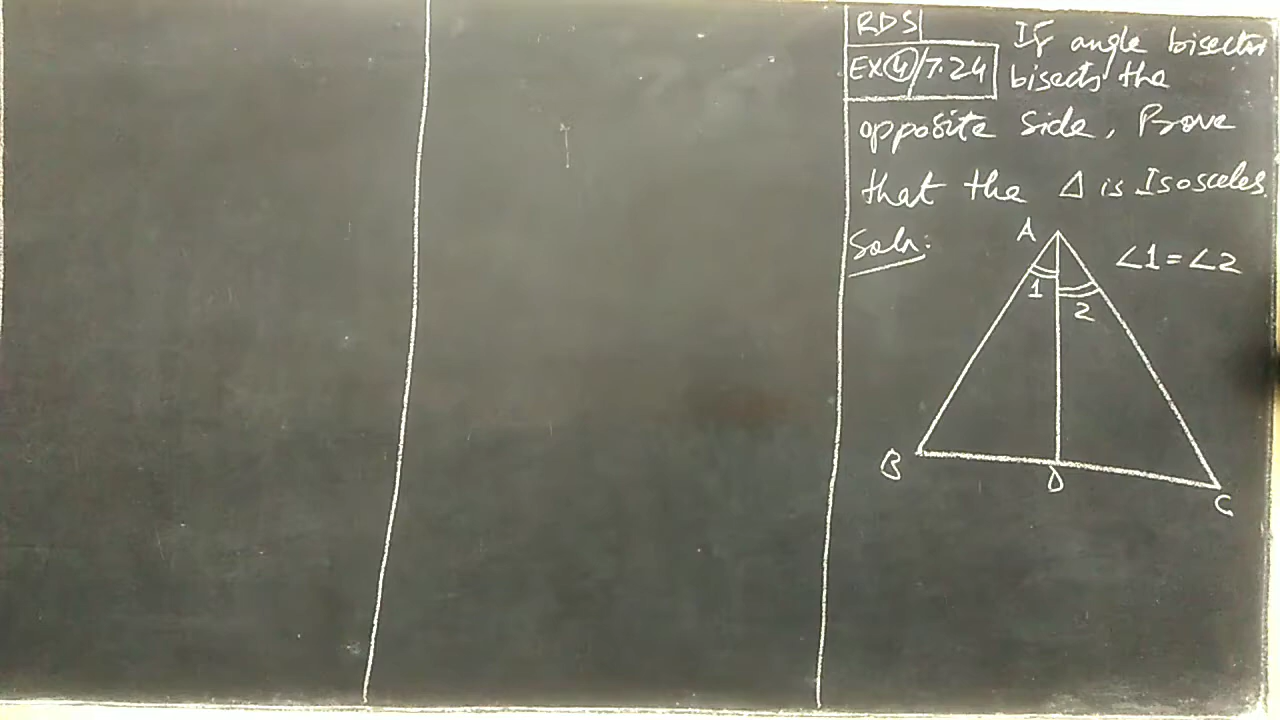 RDS
EX④/7.24
If angle bisector
bisects the
opposite side, Prove
that the Δ is Isosceles.
Soln:
A
∠1=∠2
1
2
B
D
C